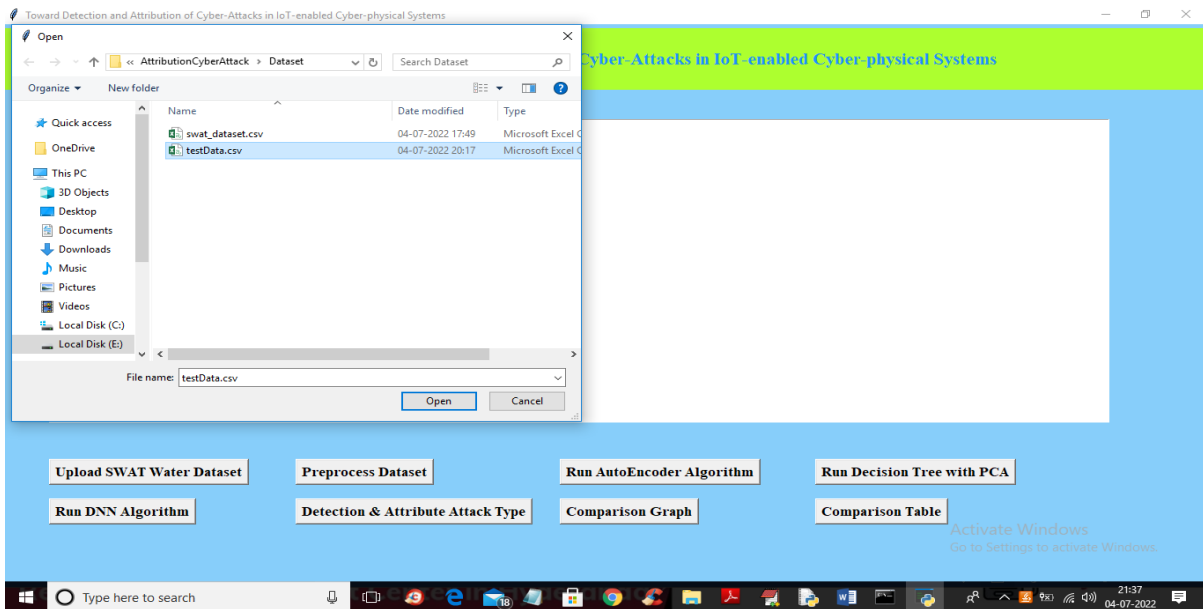 Toward Detection and Attribution of Cyber-Attacks in IoT-enabled Cyber-physical Systems
Open
Cyber-Attacks in IoT-enabled Cyber-physical Systems
« AttributionCyberAttack > Dataset
Search Dataset
Organize
New folder
Name
Date modified
Type
Quick access
OneDrive
This PC
3D Objects
Desktop
Documents
Downloads
Music
Pictures
Videos
Local Disk (C:)
Local Disk (E:)
swat_dataset.csv
04-07-2022 17:49
Microsoft Excel C
testData.csv
04-07-2022 20:17
Microsoft Excel C
File name:
testData.csv
Open
Cancel
Upload SWAT Water Dataset
Preprocess Dataset
Run AutoEncoder Algorithm
Run Decision Tree with PCA
Run DNN Algorithm
Detection & Attribute Attack Type
Comparison Graph
Comparison Table
Activate Windows
Go to Settings to activate Windows.
Type here to search
18
21:37
04-07-2022